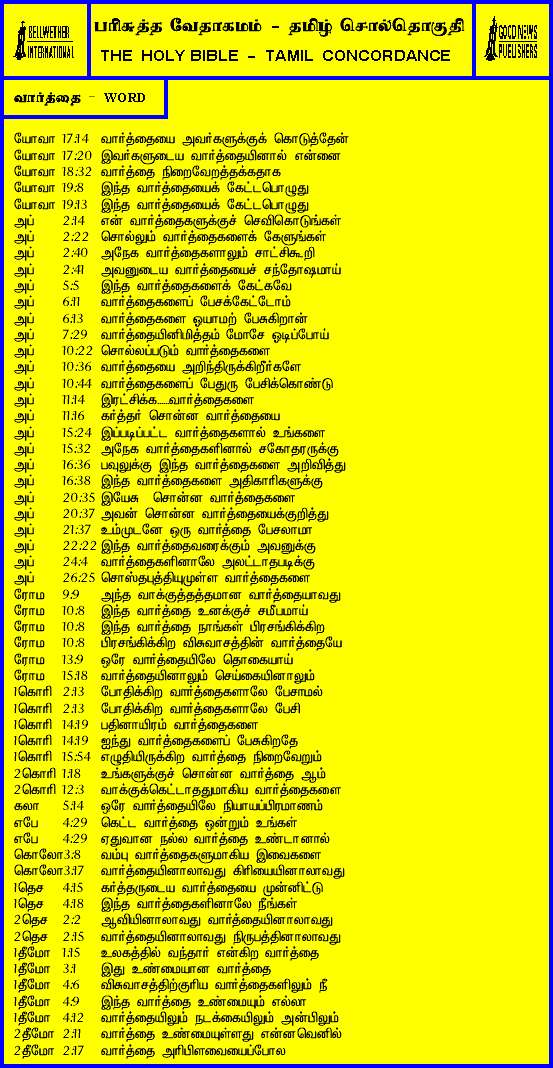 BELLWETHER
INTERNATIONAL
பரிசுத்த வேதாகமம் - தமிழ் சொல்தொகுதி
THE HOLY BIBLE - TAMIL CONCORDANCE
GOOD NEWS
PUBLISHERS
வார்த்தை - WORD
யோவா 17:14 வார்த்தையை அவர்களுக்குக் கொடுத்தேன்
யோவா 17:20 இவர்களுடைய வார்த்தையினால் என்னை
யோவா 18:32 வார்த்தை நிறைவேறத்தக்கதாக
யோவா 19:8 இந்த வார்த்தையைக் கேட்டபொழுது
யோவா 19:13 இந்த வார்த்தையைக் கேட்டபொழுது
அப் 2:14 என் வார்த்தைகளுக்குச் செவிகொடுங்கள்
அப் 2:22 சொல்லும் வார்த்தைகளைக் கேளுங்கள்
அப் 2:40 அநேக வார்த்தைகளாலும் சாட்சிகூறி
அப் 2:41 அவனுடைய வார்த்தையைச் சந்தோஷமாய்
அப் 5:5 இந்த வார்த்தைகளைக் கேட்கவே
அப் 6:11 வார்த்தைகளைப் பேசக்கேட்டோம்
அப் 6:13 வார்த்தைகளை ஓயாமற் பேசுகிறான்
அப் 7:29 வார்த்தையினிமித்தம் மோசே ஓடிப்போய்
அப் 10:22 சொல்லப்படும் வார்த்தைகளை
அப் 10:36 வார்த்தையை அறிந்திருக்கிறீர்களே
அப் 10:44 வார்த்தைகளைப் பேதுரு பேசிக்கொண்டு
அப் 11:14 இரட்சிக்க.....வார்த்தைகளை
அப் 11:16 கர்த்தர் சொன்ன வார்த்தையை
அப் 15:24 இப்படிப்பட்ட வார்த்தைகளால் உங்களை
அப் 15:32 அநேக வார்த்தைகளினால் சகோதரருக்கு
அப் 16:36 பவுலுக்கு இந்த வார்த்தைகளை அறிவித்து
அப் 16:38 இந்த வார்த்தைகளை அதிகாரிகளுக்கு
அப் 20:35 இயேசு சொன்ன வார்த்தைகளை
அப் 20:37 அவன் சொன்ன வார்த்தையைக்குறித்து
அப் 21:37 உம்முடனே ஒரு வார்த்தை பேசலாமா
அப் 22:22 இந்த வார்த்தைவரைக்கும் அவனுக்கு
அப் 24:4 வார்த்தைகளினாலே அலட்டாதபடிக்கு
அப் 26:25 சொஸ்தபுத்தியுமுள்ள வார்த்தைகளை
ரோம 9:9 அந்த வாக்குத்தத்தமான வார்த்தையாவது
ரோம 10:8 இந்த வார்த்தை உனக்குச் சமீபமாய்
ரோம 10:8 இந்த வார்த்தை நாங்கள் பிரசங்கிக்கிற
ரோம 10:8 பிரசங்கிக்கிற விசுவாசத்தின் வார்த்தையே
ரோம 13:9 ஒரே வார்த்தையிலே தொகையாய்
ரோம 15:18 வார்த்தையினாலும் செய்கையினாலும்
1கொரி 2:13 போதிக்கிற வார்த்தைகளாலே பேசாமல்
1கொரி 2:13 போதிக்கிற வார்த்தைகளாலே பேசி
1கொரி 14:19 பதினாயிரம் வார்த்தைகளை
1கொரி 14:19 ஐந்து வார்த்தைகளைப் பேசுகிறதே
1கொரி 15:54 எழுதியிருக்கிற வார்த்தை நிறைவேறும்
2கொரி 1:18 உங்களுக்குச் சொன்ன வார்த்தை ஆம்
2கொரி 12:3 வாக்குக்கெட்டாததுமாகிய வார்த்தைகளை
கலா 5:14 ஒரே வார்த்தையிலே நியாயப்பிரமாணம்
எபே 4:29 கெட்ட வார்த்தை ஒன்றும் உங்கள்
எபே 4:29 ஏதுவான நல்ல வார்த்தை உண்டானால்
கொலோ 3:8 வம்பு வார்த்தைகளுமாகிய இவைகளை
கொலோ 3:17 வார்த்தையினாலாவது கிரியையினாலாவது
1தெச 4:15 கர்த்தருடைய வார்த்தையை முன்னிட்டு
1தெச 4:18 இந்த வார்த்தைகளினாலே நீங்கள்
2தெச 2:2 ஆவியினாலாவது வார்த்தையினாலாவது
2தெச 2:15 வார்த்தையினாலாவது நிருபத்தினாலாவது
1தீமோ 1:15 உலகத்தில் வந்தார் என்கிற வார்த்தை
1தீமோ 3:1 இது உண்மையான வார்த்தை
1தீமோ 4:6 விசுவாசத்திற்குரிய வார்த்தைகளிலும் நீ
1தீமோ 4:9 இந்த வார்த்தை உண்மையும் எல்லா
1தீமோ 4:12 வார்த்தையிலும் நடக்கையிலும் அன்பிலும்
2தீமோ 2:11 வார்த்தை உண்மையுள்ளது என்னவெனில்
2தீமோ 2:17 வார்த்தை அரிபிளவையைப்போல